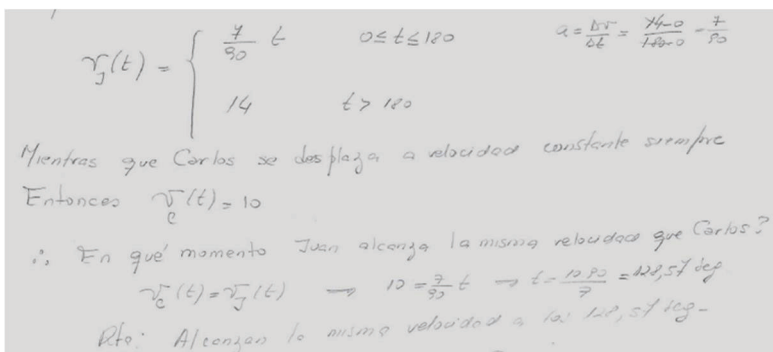 v_J(t) = { 7/90 t    0 ≤ t ≤ 180    a = Δv/Δt = 14-0/180-0 = 7/90
14    t > 180
Mientras que Carlos se desplaza a velocidad constante siempre
Entonces v_c(t) = 10
∴ En qué momento Juan alcanza la misma velocidad que Carlos?
v_c(t) = v_J(t) → 10 = 7/90 t → t = 10.90/7 = 128,57 seg
Rta: Alcanzan la misma velocidad a los 128,57 seg.